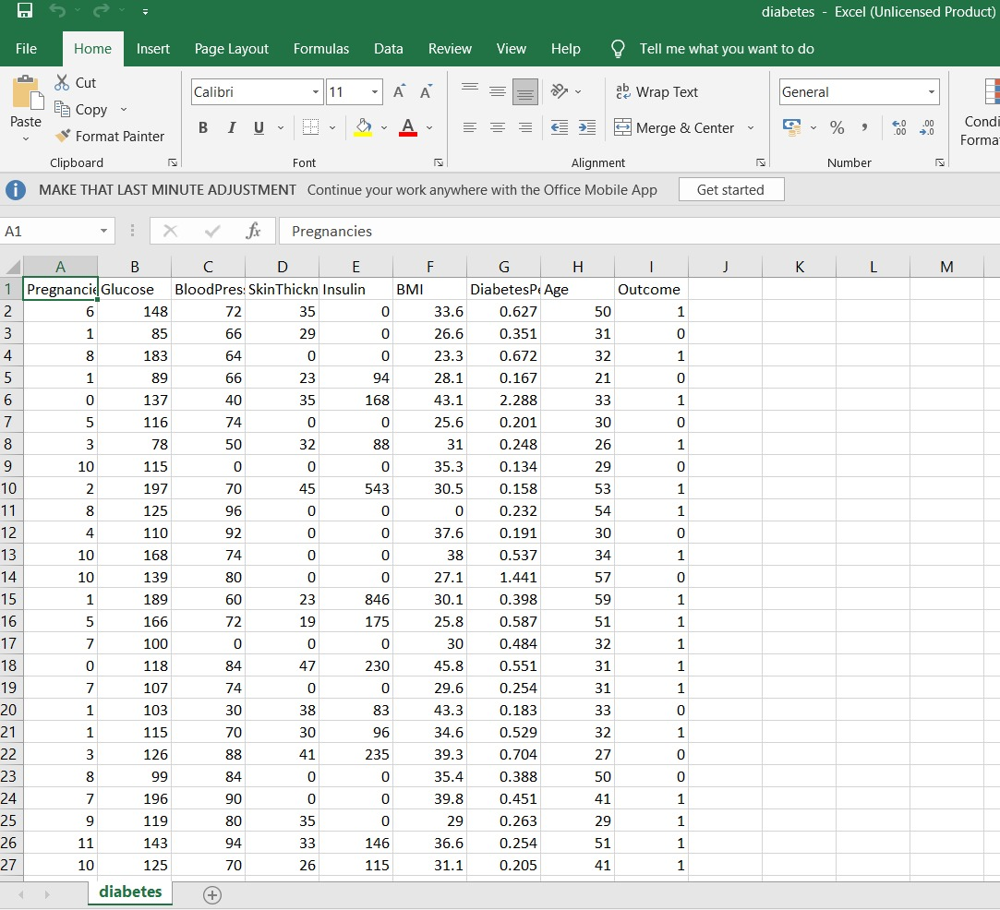 diabetes - Excel (Unlicensed Product)
File Home Insert Page Layout Formulas Data Review View Help Tell me what you want to do
Cut
Calibri 11 Wrap Text General
Copy
Paste
B I U A Merge & Center % , Condi
Format Painter Forma
Clipboard Font Alignment Number
MAKE THAT LAST MINUTE ADJUSTMENT Continue your work anywhere with the Office Mobile App Get started
A1 fx Pregnancies
A B C D E F G H I J K L M
1 Pregnancie Glucose BloodPres SkinThickn Insulin BMI DiabetesPe Age Outcome
2 6 148 72 35 0 33.6 0.627 50 1
3 1 85 66 29 0 26.6 0.351 31 0
4 8 183 64 0 0 23.3 0.672 32 1
5 1 89 66 23 94 28.1 0.167 21 0
6 0 137 40 35 168 43.1 2.288 33 1
7 5 116 74 0 0 25.6 0.201 30 0
8 3 78 50 32 88 31 0.248 26 1
9 10 115 0 0 0 35.3 0.134 29 0
10 2 197 70 45 543 30.5 0.158 53 1
11 8 125 96 0 0 0 0.232 54 1
12 4 110 92 0 0 37.6 0.191 30 0
13 10 168 74 0 0 38 0.537 34 1
14 10 139 80 0 0 27.1 1.441 57 0
15 1 189 60 23 846 30.1 0.398 59 1
16 5 166 72 19 175 25.8 0.587 51 1
17 7 100 0 0 0 30 0.484 32 1
18 0 118 84 47 230 45.8 0.551 31 1
19 7 107 74 0 0 29.6 0.254 31 1
20 1 103 30 38 83 43.3 0.183 33 0
21 1 115 70 30 96 34.6 0.529 32 1
22 3 126 88 41 235 39.3 0.704 27 0
23 8 99 84 0 0 35.4 0.388 50 0
24 7 196 90 0 0 39.8 0.451 41 1
25 9 119 80 35 0 29 0.263 29 1
26 11 143 94 33 146 36.6 0.254 51 1
27 10 125 70 26 115 31.1 0.205 41 1
diabetes